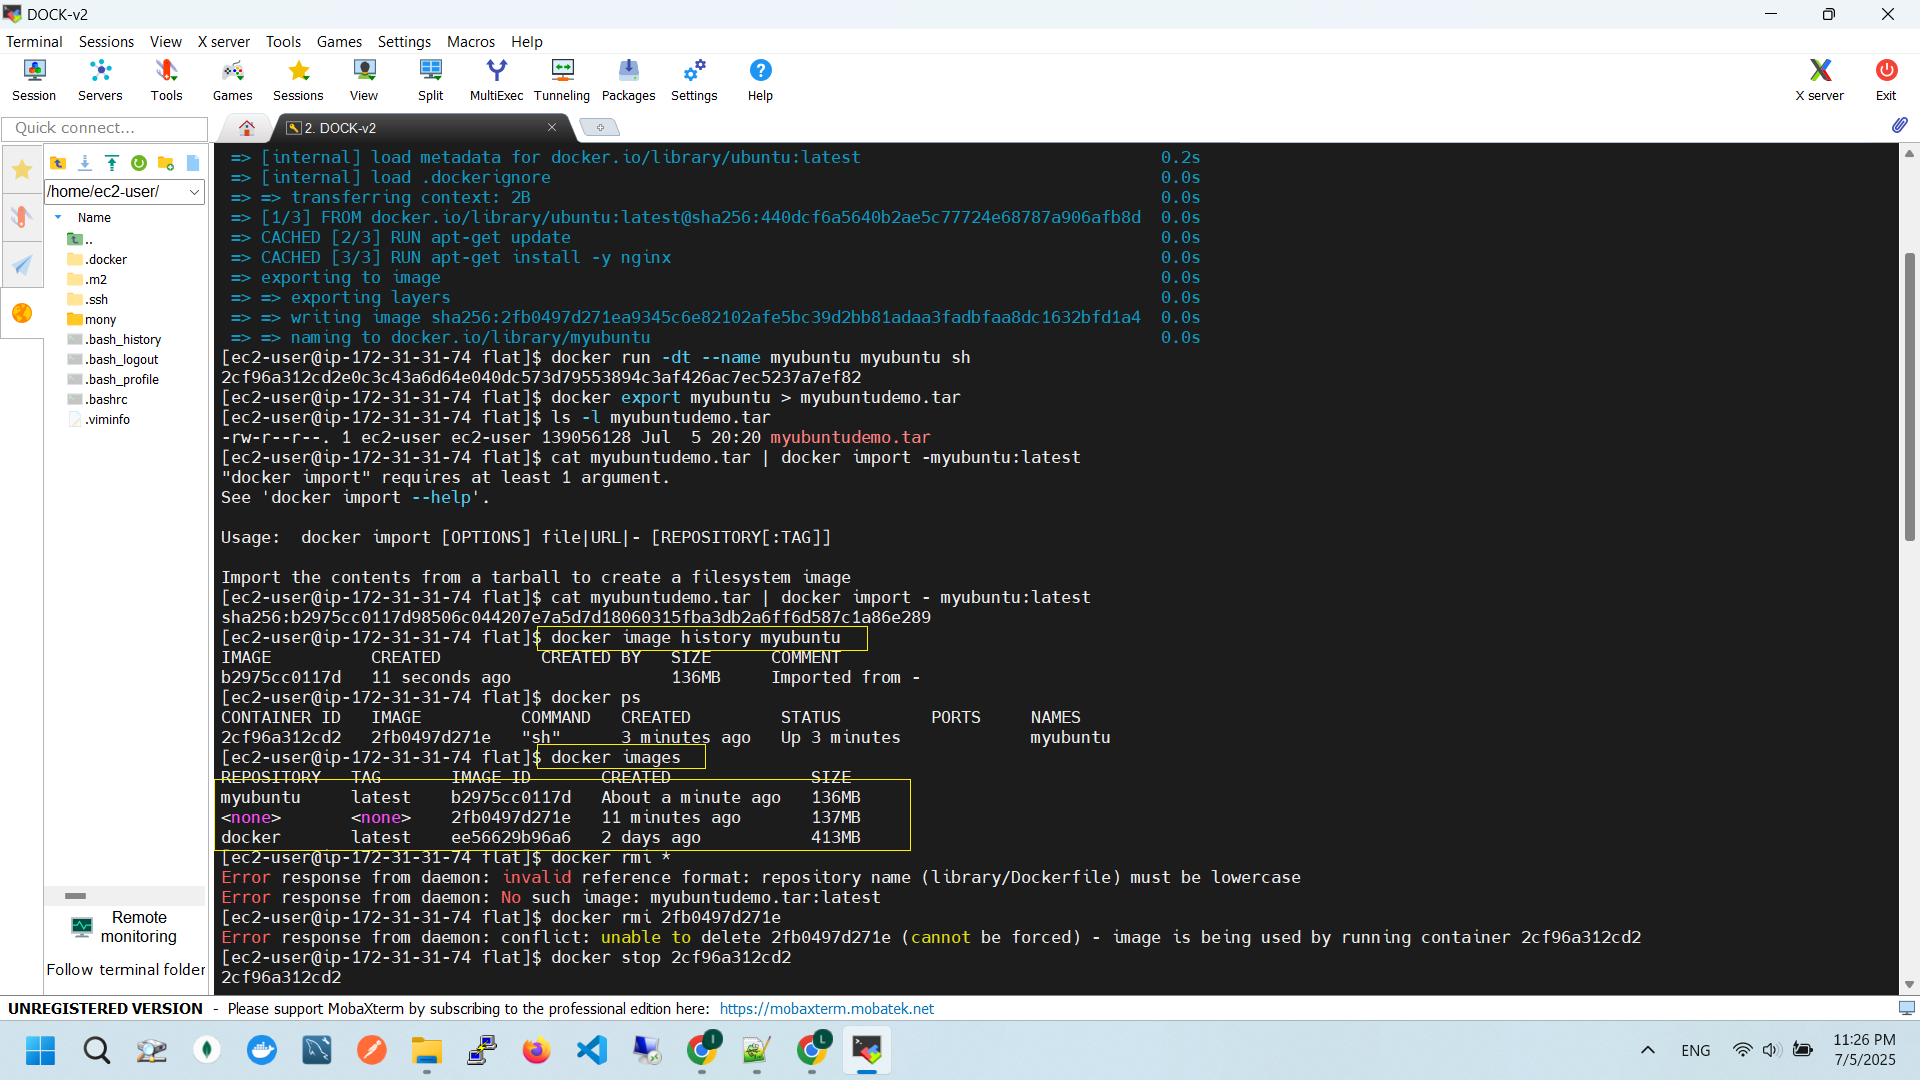 DOCK-v2
Terminal Sessions View X server Tools Games Settings Macros Help
Session Servers Tools Games Sessions View Split MultiExec Tunneling Packages Settings Help X server Exit
Quick connect...
2. DOCK-v2
/home/ec2-user/
Name
..
.docker
.m2
.ssh
mony
.bash_history
.bash_logout
.bash_profile
.bashrc
.viminfo
Remote
monitoring
Follow terminal folder
=> [internal] load metadata for docker.io/library/ubuntu:latest 0.2s
=> [internal] load .dockerignore 0.0s
=> => transferring context: 2B 0.0s
=> [1/3] FROM docker.io/library/ubuntu:latest@sha256:440dcf6a5640b2ae5c77724e68787a906afb8d 0.0s
=> CACHED [2/3] RUN apt-get update 0.0s
=> CACHED [3/3] RUN apt-get install -y nginx 0.0s
=> exporting to image 0.0s
=> => exporting layers 0.0s
=> => writing image sha256:2fb0497d271ea9345c6e82102afe5bc39d2bb81adaa3fadbfaa8dc1632bfd1a4 0.0s
=> => naming to docker.io/library/myubuntu 0.0s
[ec2-user@ip-172-31-31-74 flat]$ docker run -dt --name myubuntu myubuntu sh
2cf96a312cd2e0c3c43a6d64e040dc573d79553894c3af426ac7ec5237a7ef82
[ec2-user@ip-172-31-31-74 flat]$ docker export myubuntu > myubuntudemo.tar
[ec2-user@ip-172-31-31-74 flat]$ ls -l myubuntudemo.tar
-rw-r--r--. 1 ec2-user ec2-user 139056128 Jul  5 20:20 myubuntudemo.tar
[ec2-user@ip-172-31-31-74 flat]$ cat myubuntudemo.tar | docker import -myubuntu:latest
"docker import" requires at least 1 argument.
See 'docker import --help'.
Usage:  docker import [OPTIONS] file|URL|- [REPOSITORY[:TAG]]
Import the contents from a tarball to create a filesystem image
[ec2-user@ip-172-31-31-74 flat]$ cat myubuntudemo.tar | docker import - myubuntu:latest
sha256:b2975cc0117d98506c044207e7a5d7d18060315fba3db2a6ff6d587c1a86e289
[ec2-user@ip-172-31-31-74 flat]$ docker image history myubuntu
IMAGE CREATED CREATED BY SIZE COMMENT
b2975cc0117d 11 seconds ago 136MB Imported from -
[ec2-user@ip-172-31-31-74 flat]$ docker ps
CONTAINER ID IMAGE COMMAND CREATED STATUS PORTS NAMES
2cf96a312cd2 2fb0497d271e "sh" 3 minutes ago Up 3 minutes myubuntu
[ec2-user@ip-172-31-31-74 flat]$ docker images
REPOSITORY TAG IMAGE ID CREATED SIZE
myubuntu latest b2975cc0117d About a minute ago 136MB
<none> <none> 2fb0497d271e 11 minutes ago 137MB
docker latest ee56629b96a6 2 days ago 413MB
[ec2-user@ip-172-31-31-74 flat]$ docker rmi *
Error response from daemon: invalid reference format: repository name (library/Dockerfile) must be lowercase
Error response from daemon: No such image: myubuntudemo.tar:latest
[ec2-user@ip-172-31-31-74 flat]$ docker rmi 2fb0497d271e
Error response from daemon: conflict: unable to delete 2fb0497d271e (cannot be forced) - image is being used by running container 2cf96a312cd2
[ec2-user@ip-172-31-31-74 flat]$ docker stop 2cf96a312cd2
2cf96a312cd2
UNREGISTERED VERSION - Please support MobaXterm by subscribing to the professional edition here: https://mobaxterm.mobatek.net
I L
ENG
11:26 PM
7/5/2025